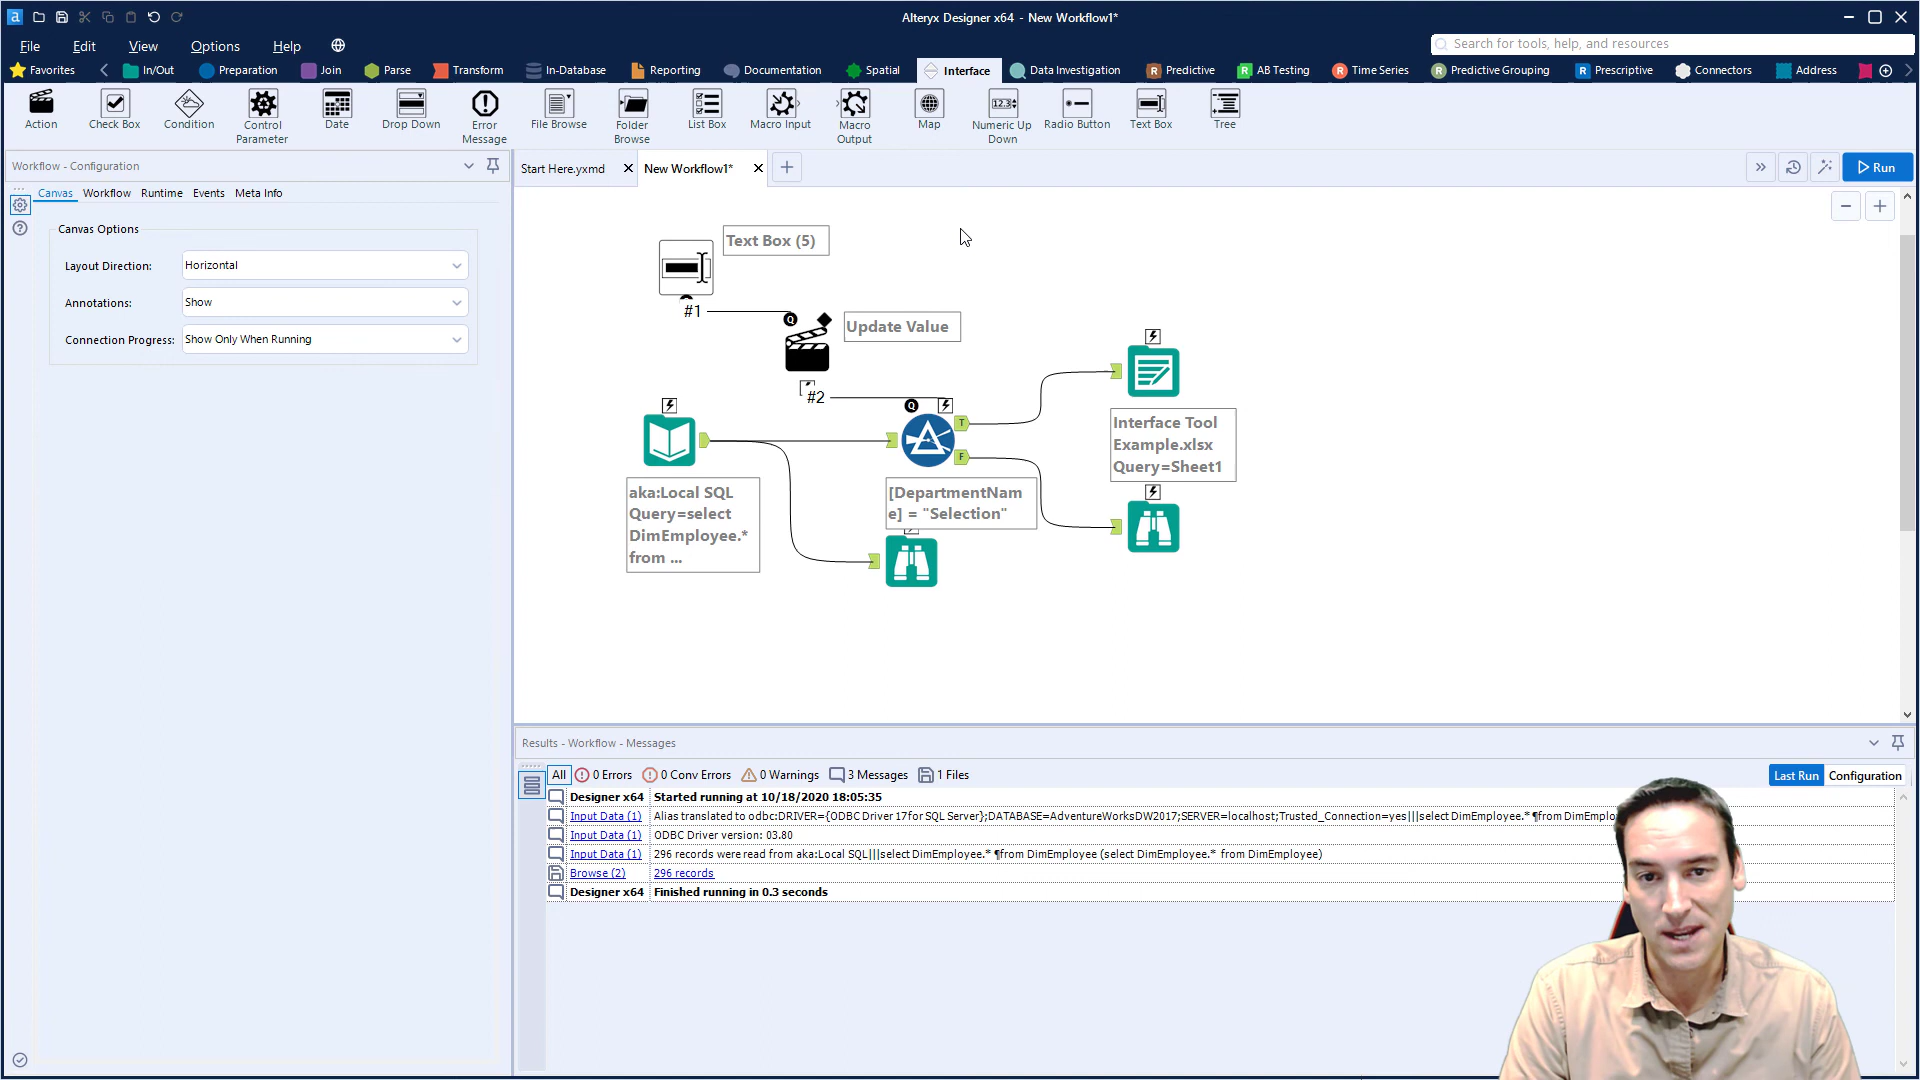 a
Alteryx Designer x64 - New Workflow1*
File Edit View Options Help
Search for tools, help, and resources
Favorites In/Out Preparation Join Parse Transform In-Database Reporting Documentation Spatial Interface Data Investigation Predictive AB Testing Time Series Predictive Grouping Prescriptive Connectors Address
Action Check Box Condition Control Parameter Date Drop Down Error Message File Browse Folder Browse List Box Macro Input Macro Output Map Numeric Up Down Radio Button Text Box Tree
Workflow - Configuration
Start Here.yxmd New Workflow1*
Run
Canvas Workflow Runtime Events Meta Info
Canvas Options
Layout Direction: Horizontal
Annotations: Show
Connection Progress: Show Only When Running
Text Box (5)
#1
Q
Update Value
#2
Q
T
F
aka:Local SQL
Query=select
DimEmployee.*
from ...
[DepartmentNam
e] = "Selection"
Interface Tool
Example.xlsx
Query=Sheet1
Results - Workflow - Messages
All 0 Errors 0 Conv Errors 0 Warnings 3 Messages 1 Files
Last Run Configuration
Designer x64 Started running at 10/18/2020 18:05:35
Input Data (1) Alias translated to odbc:DRIVER={ODBC Driver 17for SQL Server};DATABASE=AdventureWorksDW2017;SERVER=localhost;Trusted_Connection=yes|||select DimEmployee.* ¶from DimEmplo
Input Data (1) ODBC Driver version: 03.80
Input Data (1) 296 records were read from aka:Local SQL|||select DimEmployee.* ¶from DimEmployee (select DimEmployee.* from DimEmployee)
Browse (2) 296 records
Designer x64 Finished running in 0.3 seconds